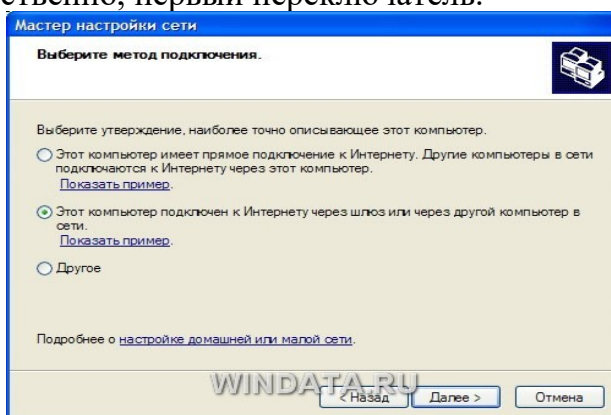 ственно, первый переключатель.
Мастер настройки сети
Выберите метод подключения.
Выберите утверждение, наиболее точно описывающее этот компьютер.
Этот компьютер имеет прямое подключение к Интернету. Другие компьютеры в сети
подключаются к Интернету через этот компьютер.
Показать пример.
Этот компьютер подключен к Интернету через шлюз или через другой компьютер в
сети.
Показать пример.
Другое
Подробнее о настройке домашней или малой сети.
WINDATA.RU
< Назад Далее > Отмена